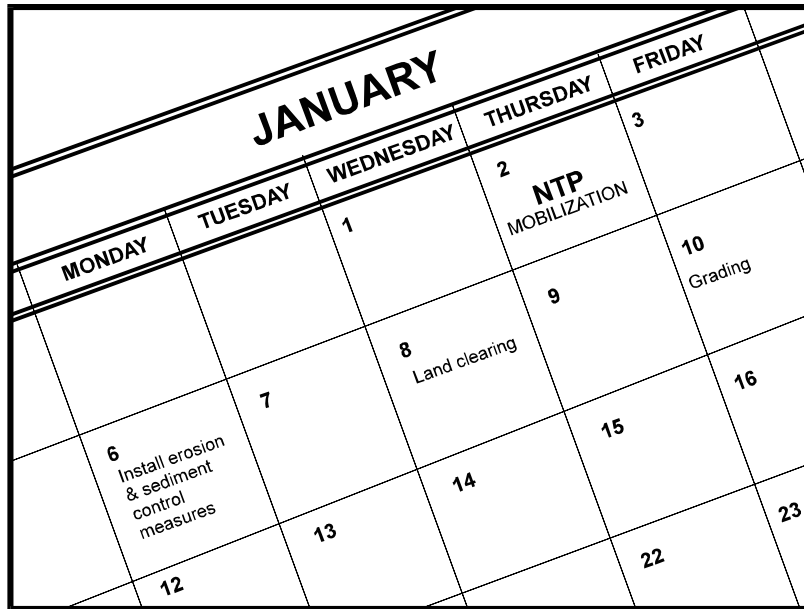 JANUARY
MONDAY
TUESDAY
WEDNESDAY
THURSDAY
FRIDAY
1
2
NTP
MOBILIZATION
3
6
Install erosion
& sediment
control
measures
7
8
Land clearing
9
10
Grading
12
13
14
15
16
22
23